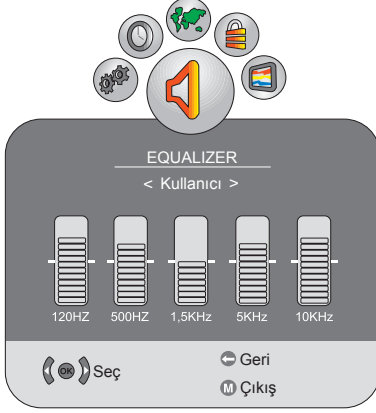 EQUALIZER
< Kullanıcı >
120HZ 500HZ 1,5KHz 5KHz 10KHz
OK Seç
Geri
M Çıkış